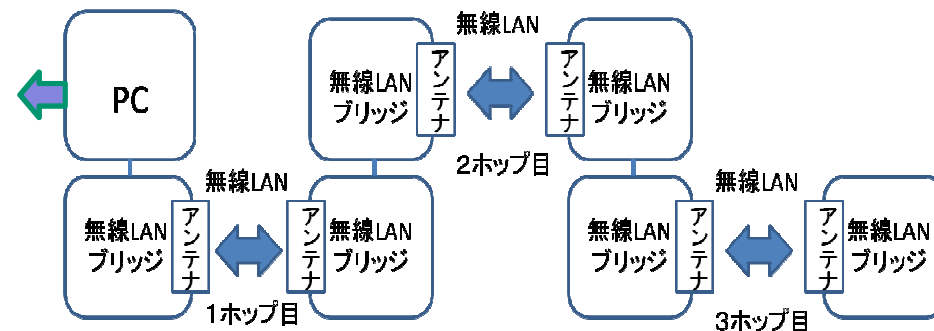 PC
無線LAN
ブリッジ
アンテナ
無線LAN
アンテナ
無線LAN
ブリッジ
1ホップ目
無線LAN
ブリッジ
アンテナ
無線LAN
アンテナ
無線LAN
ブリッジ
2ホップ目
無線LAN
ブリッジ
アンテナ
無線LAN
アンテナ
無線LAN
ブリッジ
3ホップ目